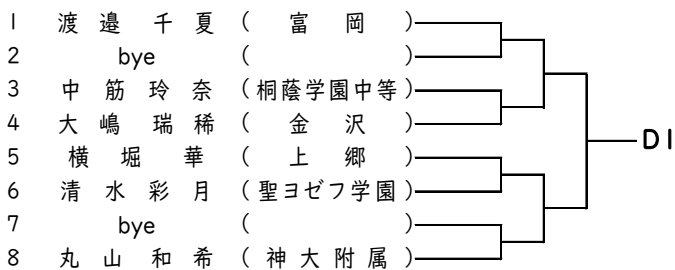 1 渡邉千夏 (富岡)
2 bye ( )
3 中筋玲奈 (桐蔭学園中等)
4 大嶋瑞稀 (金沢)
5 横堀華 (上郷)
6 清水彩月 (聖ヨゼフ学園)
7 bye ( )
8 丸山和希 (神大附属)
D1